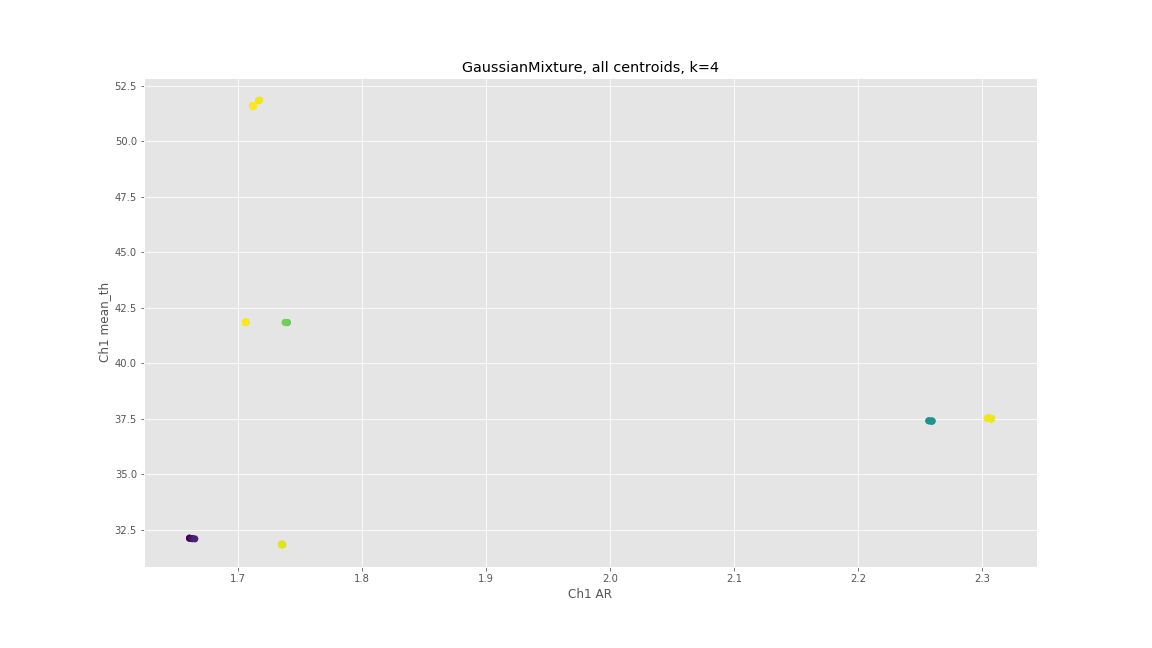 GaussianMixture, all centroids, k=4
52.5
50.0
47.5
45.0
42.5
40.0
37.5
35.0
32.5
Ch1 mean_th
1.7 1.8 1.9 2.0 2.1 2.2 2.3
Ch1 AR